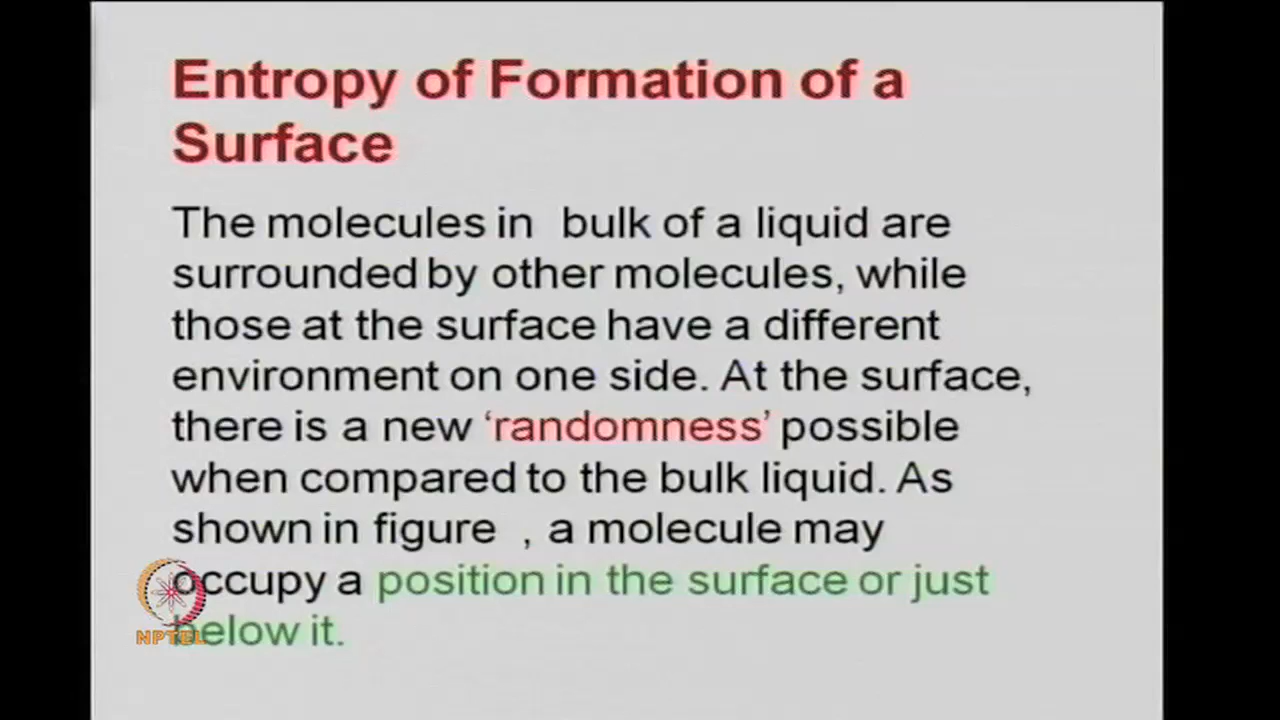 Entropy of Formation of a
Surface
The molecules in bulk of a liquid are
surrounded by other molecules, while
those at the surface have a different
environment on one side. At the surface,
there is a new ‘randomness’ possible
when compared to the bulk liquid. As
shown in figure , a molecule may
occupy a position in the surface or just
below it.
NPTEL